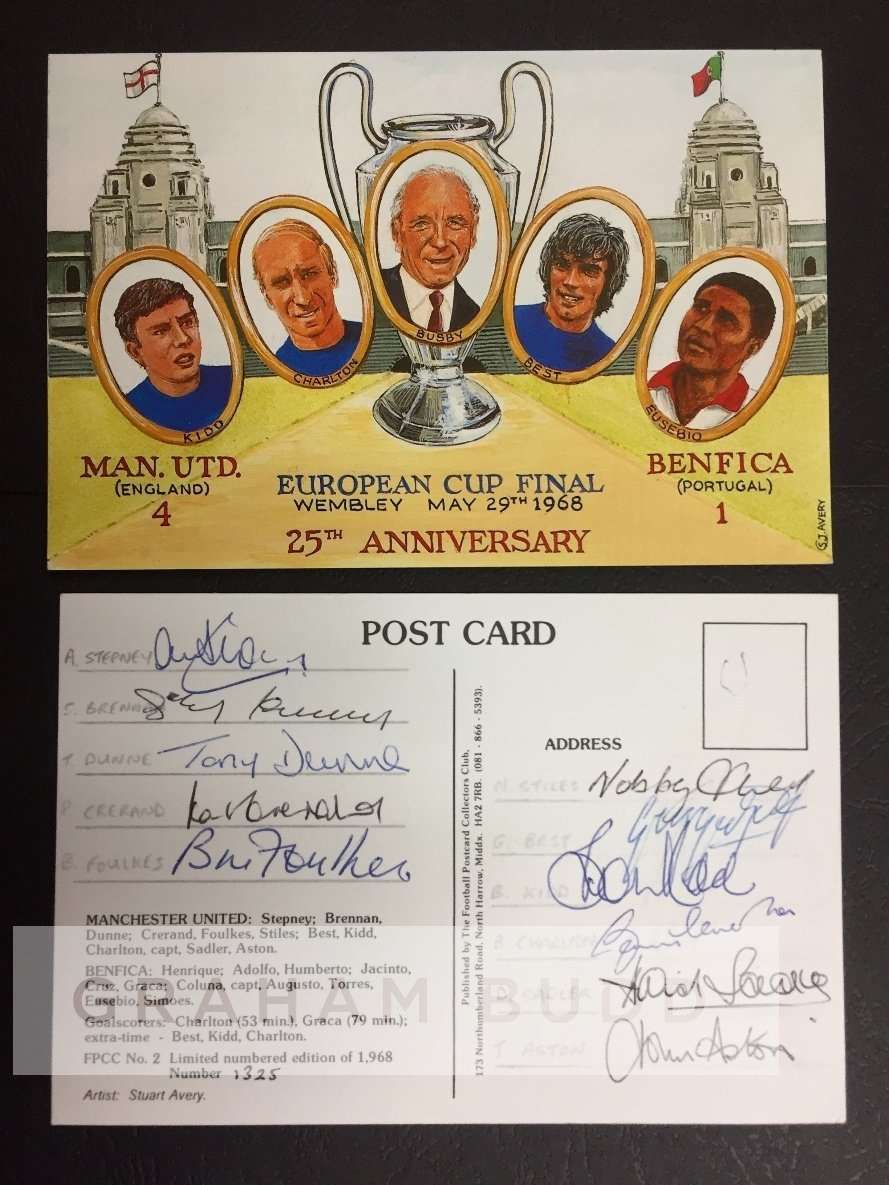 KIDD
CHARLTON
BUSBY
BEST
EUSEBIO
MAN. UTD.
(ENGLAND)
4
EUROPEAN CUP FINAL
WEMBLEY MAY 29TH 1968
25TH ANNIVERSARY
BENFICA
(PORTUGAL)
1
S.J. AVERY
POST CARD
A. STEPNEY
S. BRENNAN
T. DUNNE Tony Dunne
P. CRERAND
B. FOULKES Bill Foulkes
MANCHESTER UNITED: Stepney; Brennan,
Dunne; Crerand, Foulkes, Stiles; Best, Kidd,
Charlton, capt, Sadler, Aston.
BENFICA: Henrique; Adolfo, Humberto; Jacinto,
Cruz, Graca; Coluna, capt, Augusto, Torres,
Eusebio, Simoes.
Goalscorers: Charlton (53 min.), Graca (79 min.);
extra-time - Best, Kidd, Charlton.
FPCC No. 2 Limited numbered edition of 1,968
Number 1325
Artist: Stuart Avery.
Published by The Football Postcard Collectors Club,
173 Northumberland Road, North Harrow, Middx. HA2 7RB. (081 - 866 - 5393).
ADDRESS
N. STILES Nobby Stiles
G. BEST
B. KIDD
B. CHARLTON
D. SADLER
T. ASTON John Aston
GRAHAM BUDD